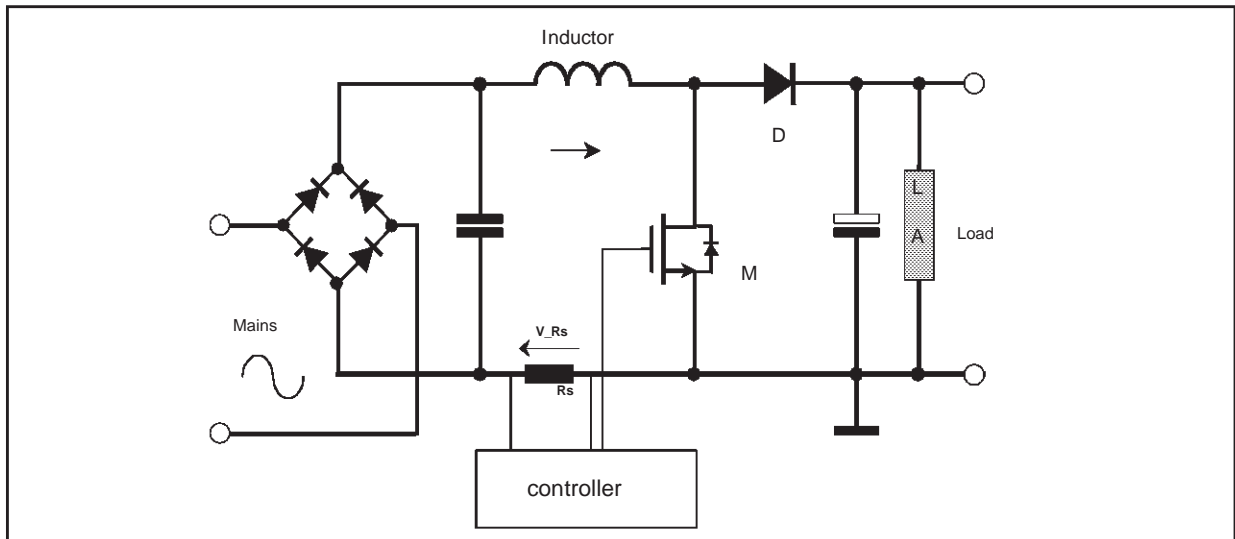 Inductor
D
L
A
Load
M
Mains
V_Rs
Rs
controller